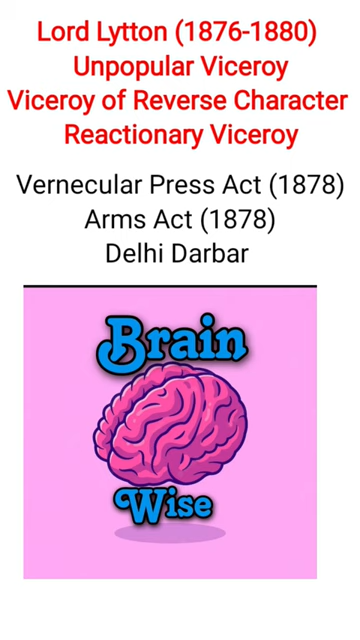 Lord Lytton (1876-1880)
Unpopular Viceroy
Viceroy of Reverse Character
Reactionary Viceroy
Vernecular Press Act (1878)
Arms Act (1878)
Delhi Darbar
Brain
Wise